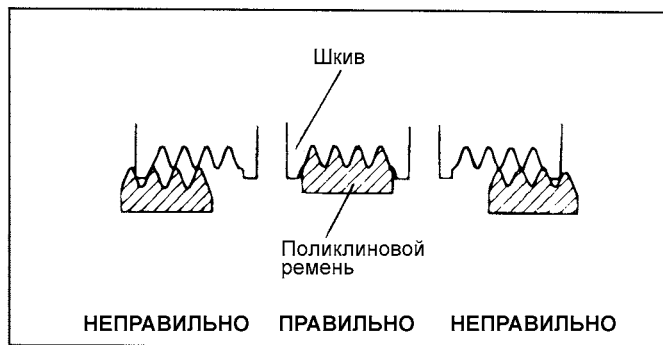 Шкив
Поликлиновой
ремень
НЕПРАВИЛЬНО ПРАВИЛЬНО НЕПРАВИЛЬНО